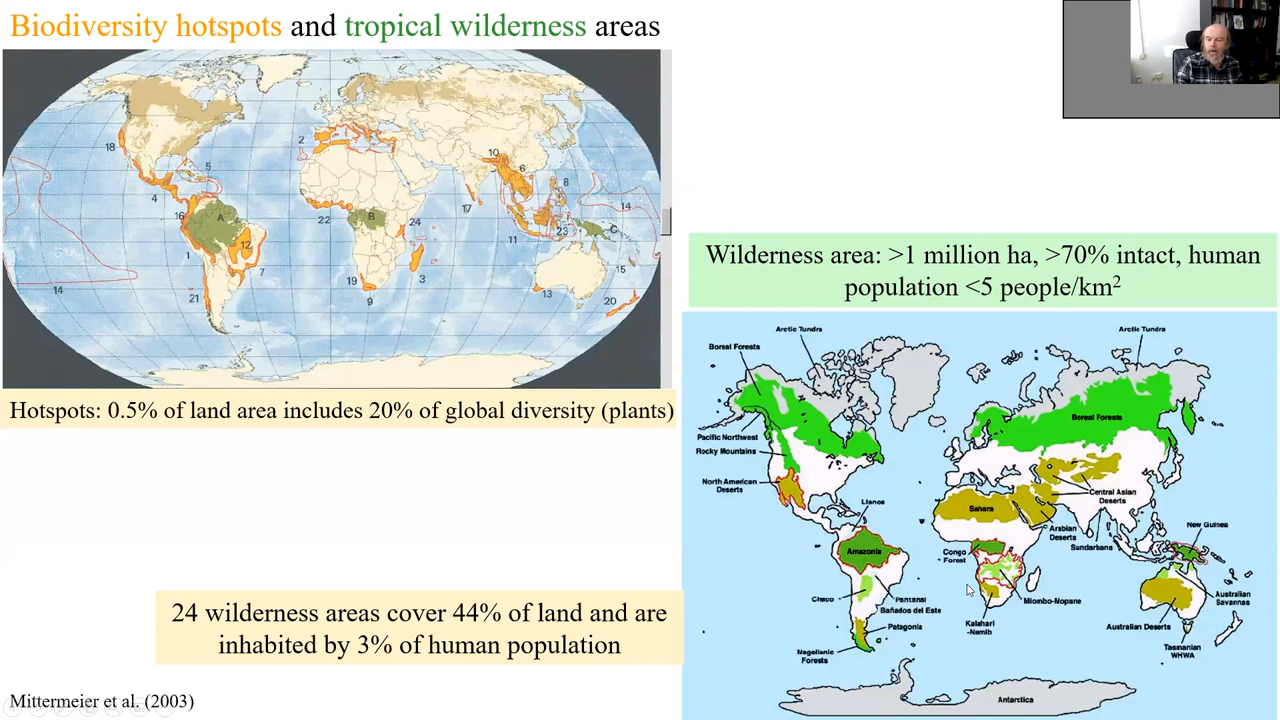 Biodiversity hotspots and tropical wilderness areas
18
2
10
6
5
8
4
14
16
A
22
B
24
17
23
C
12
11
1
7
3
15
14
19
13
21
9
20
Hotspots: 0.5% of land area includes 20% of global diversity (plants)
Wilderness area: >1 million ha, >70% intact, human
population <5 people/km²
Arctic Tundra
Arctic Tundra
Boreal Forests
Boreal Forests
Pacific Northwest
Rocky Mountains
North American
Deserts
Central Asian
Deserts
Llanos
Sahara
Arabian
Deserts
New Guinea
Sundarbans
Amazonia
Congo
Forest
Chaco
Pantanal
Bañados del Este
Miombo-Mopane
Australian
Savannas
Patagonia
Kalahari
-Namib
Australian Deserts
Magellanic
Forests
Tasmanian
WHWA
Antarctica
24 wilderness areas cover 44% of land and are
inhabited by 3% of human population
Mittermeier et al. (2003)